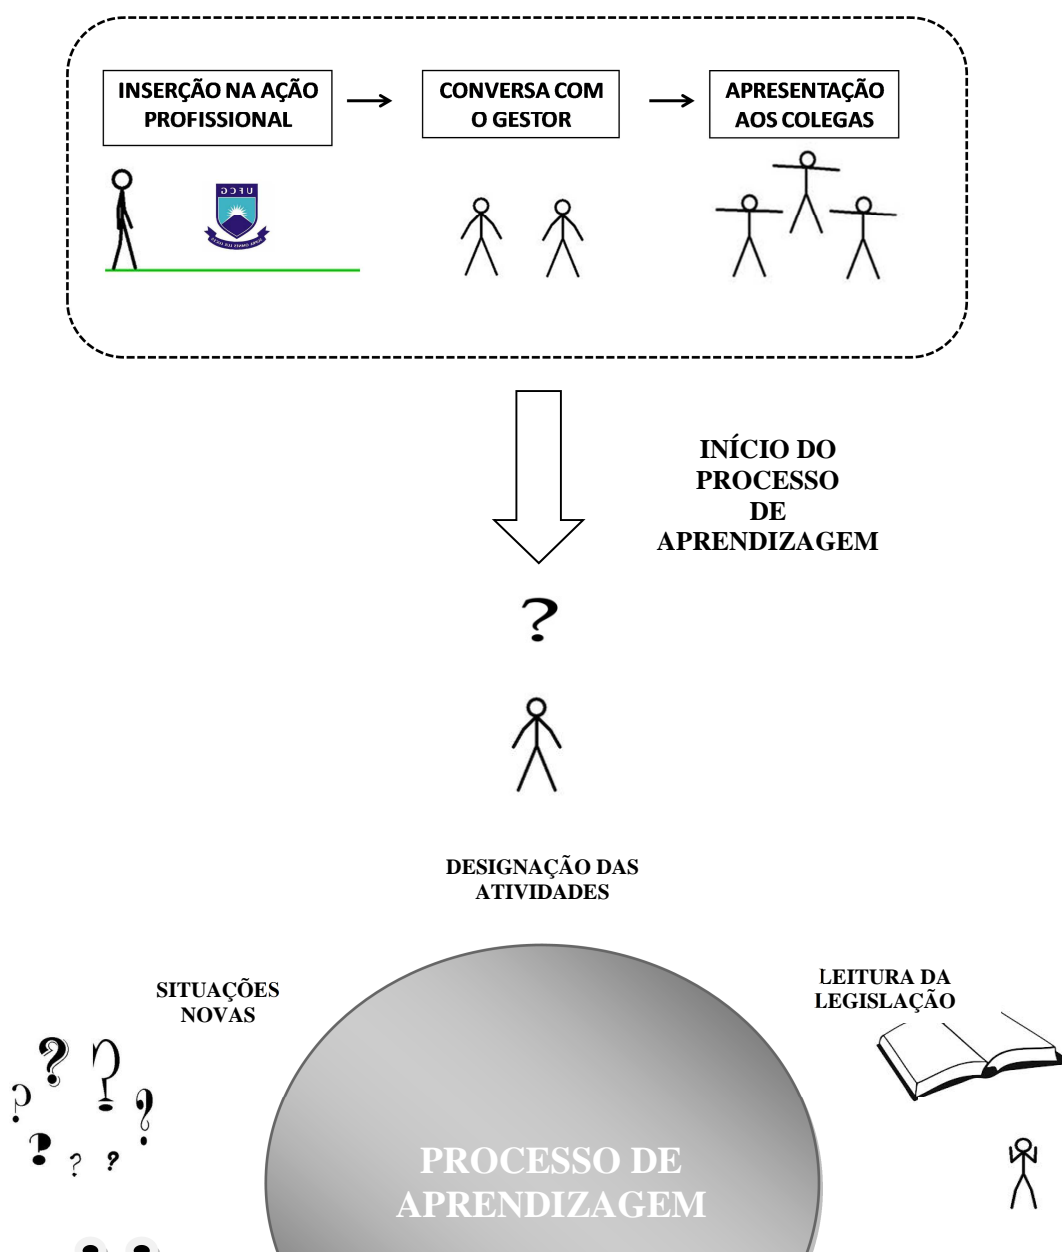 INSERÇÃO NA AÇÃO
PROFISSIONAL
CONVERSA COM
O GESTOR
APRESENTAÇÃO
AOS COLEGAS
UFCG
INÍCIO DO
PROCESSO
DE
APRENDIZAGEM
?
DESIGNAÇÃO DAS
ATIVIDADES
SITUAÇÕES
NOVAS
LEITURA DA
LEGISLAÇÃO
PROCESSO DE
APRENDIZAGEM